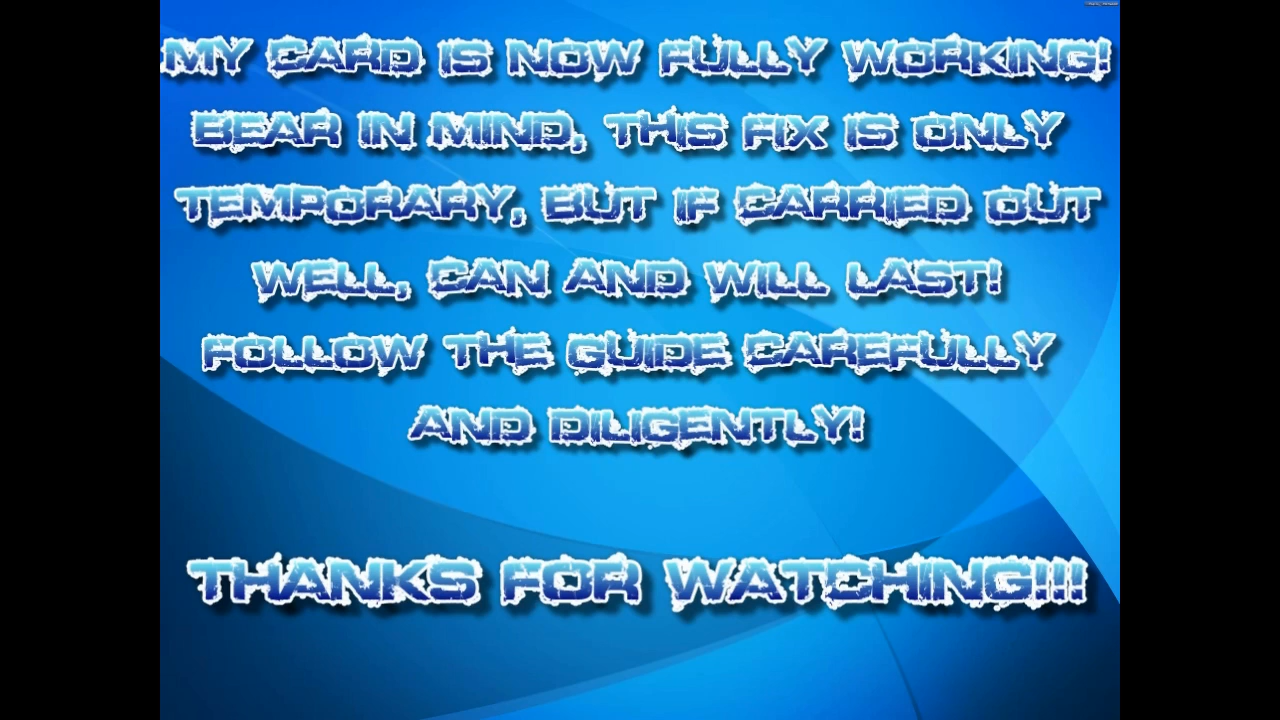 MY CARD IS NOW FULLY WORKING!
BEAR IN MIND, THIS FIX IS ONLY
TEMPORARY, BUT IF CARRIED OUT
WELL, CAN AND WILL LAST!
FOLLOW THE GUIDE CAREFULLY
AND DILIGENTLY!
THANKS FOR WATCHING!!!